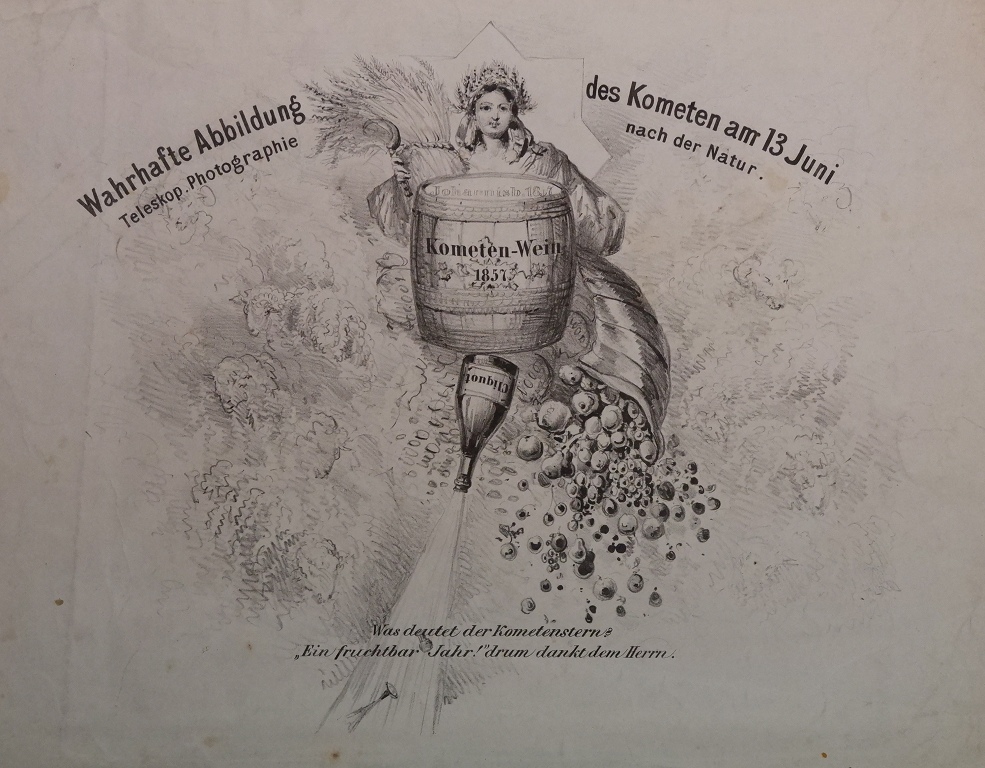 Wahrhafte Abbildung
Teleskop. Photographie
des Kometen am 13 Juni
nach der Natur.
Kometen-Wein
1857.
Cliquot
Was deutet der Kometenstern?
„Ein fruchtbar Jahr!" drum dankt dem Herrn.